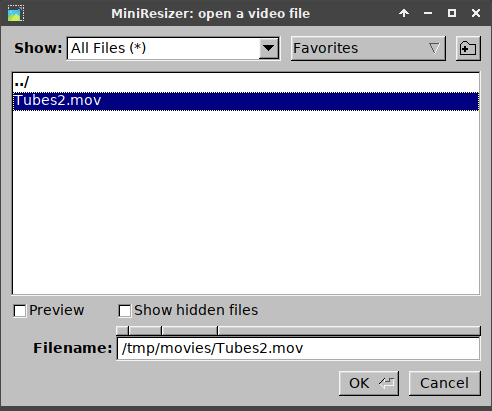 MiniResizer: open a video file
Show: All Files (*) Favorites
../
Tubes2.mov
Preview Show hidden files
Filename: /tmp/movies/Tubes2.mov
OK Cancel